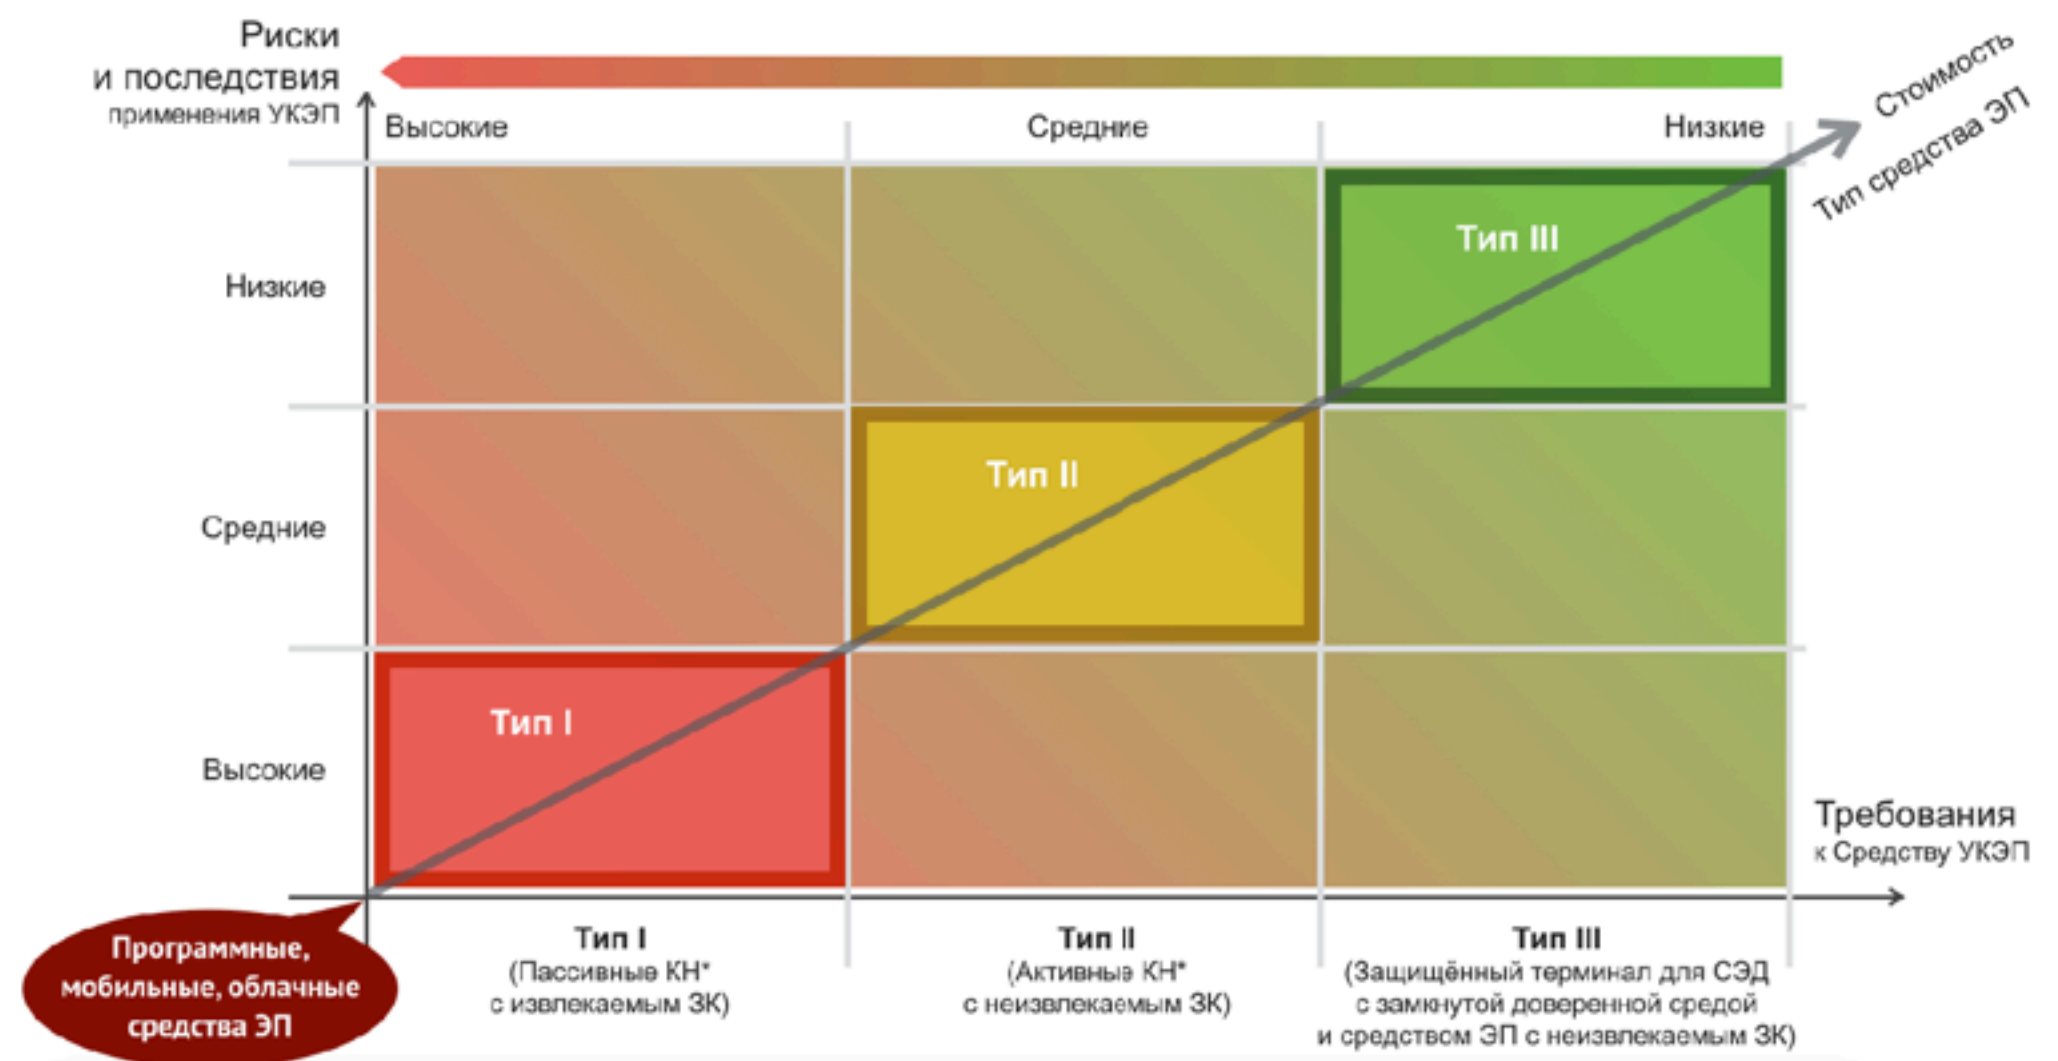 Риски
и последствия
применения УКЭП
Высокие
Средние
Низкие
Стоимость
Тип средства ЭП
Низкие
Тип III
Средние
Тип II
Высокие
Тип I
Требования
к Средству УКЭП
Программные,
мобильные, облачные
средства ЭП
Тип I
(Пассивные КН*
с извлекаемым ЗК)
Тип II
(Активные КН*
с неизвлекаемым ЗК)
Тип III
(Защищённый терминал для СЭД
с замкнутой доверенной средой
и средством ЭП с неизвлекаемым ЗК)